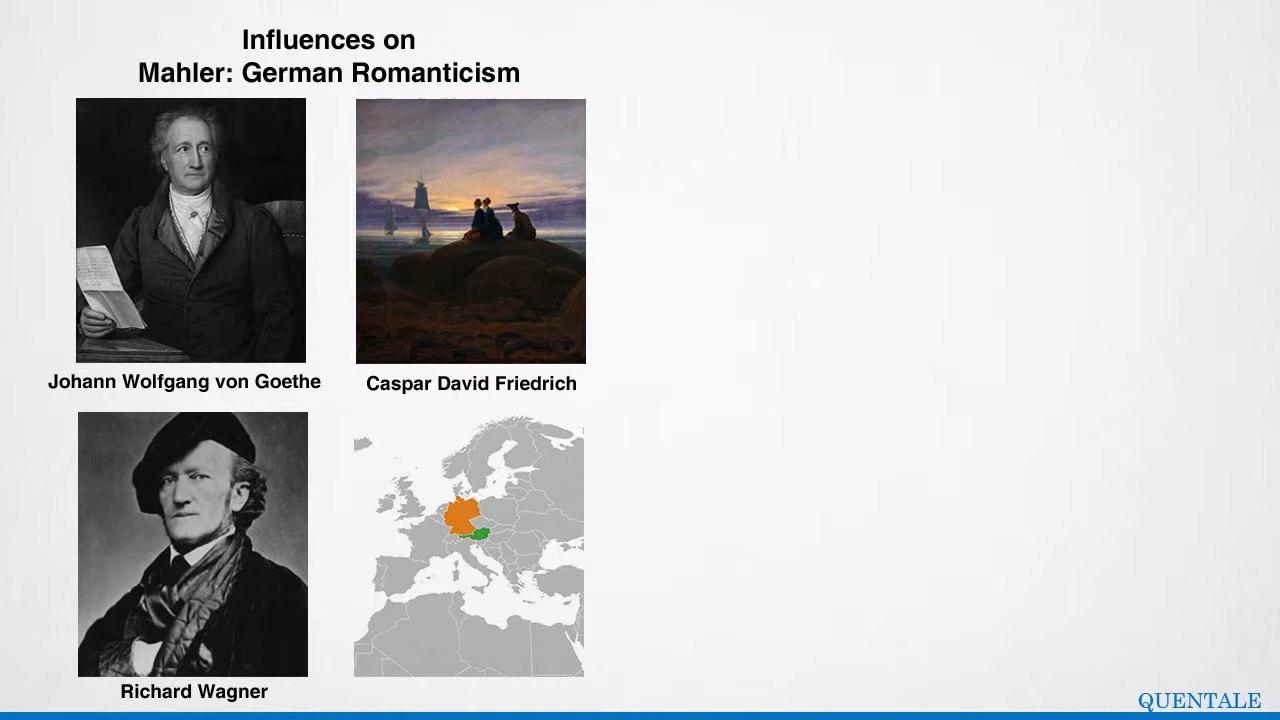 Influences on
Mahler: German Romanticism
Johann Wolfgang von Goethe
Caspar David Friedrich
Richard Wagner
QUENTALE